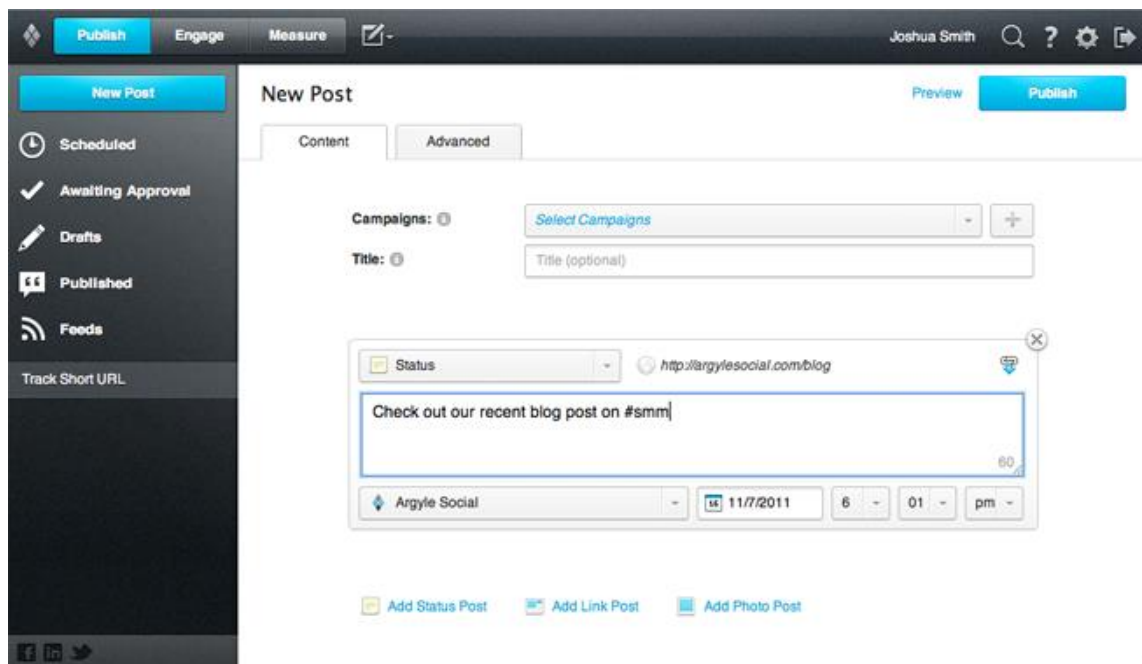 Publish Engage Measure Joshua Smith ?
New Post
Scheduled
Awaiting Approval
Drafts
Published
Feeds
Track Short URL
New Post Preview Publish
Content Advanced
Campaigns: Select Campaigns
Title: Title (optional)
Status http://argylesocial.com/blog
Check out our recent blog post on #smm
60
Argyle Social 11/7/2011 6 01 pm
Add Status Post Add Link Post Add Photo Post